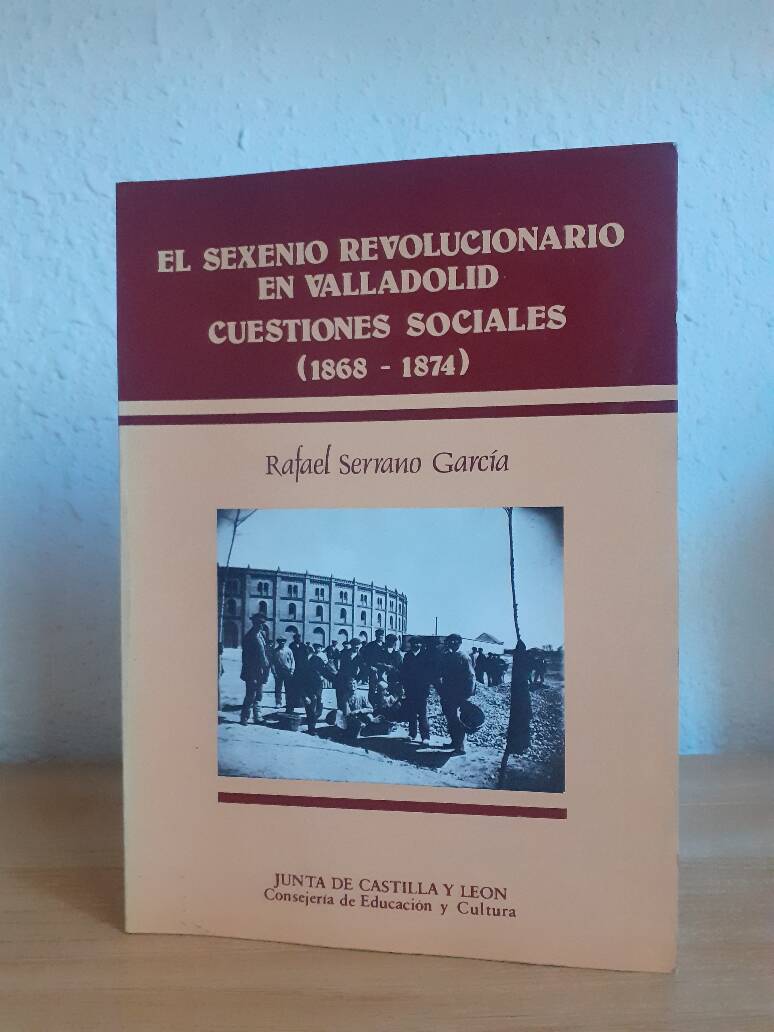 EL SEXENIO REVOLUCIONARIO
EN VALLADOLID
CUESTIONES SOCIALES
(1868 - 1874)
Rafael Serrano García
JUNTA DE CASTILLA Y LEON
Consejería de Educación y Cultura